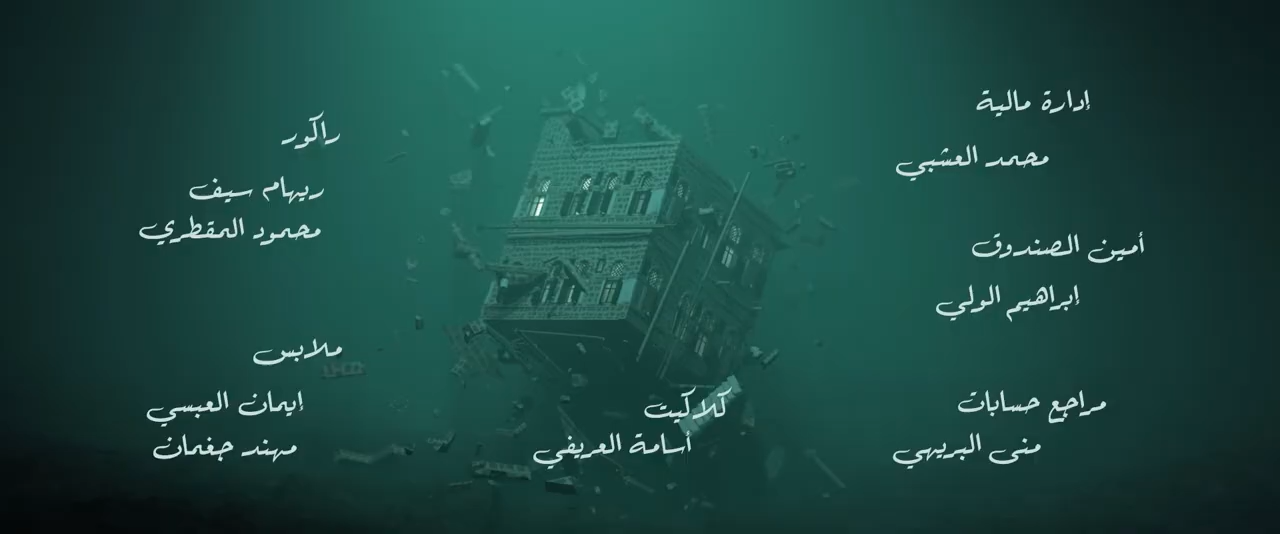 إدارة مالية
محمد العشبي
أمين الصندوق
إبراهيم الولي
مراجع حسابات
منى البريهي
كلاكيت
أسامة العريفي
راكور
ريهام سيف
محمود المقطري
ملابس
إيمان العبسي
مهند جغمان